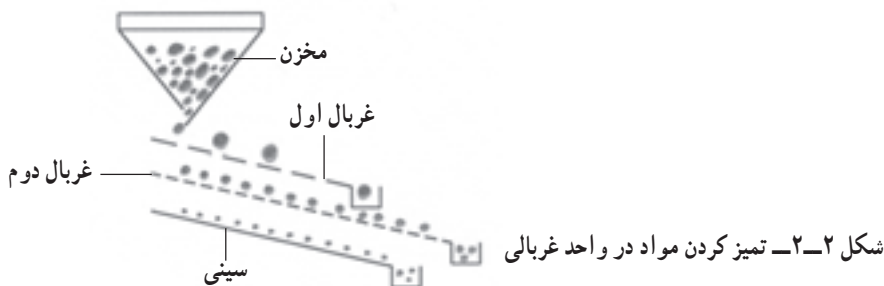 مخزن
غربال اول
غربال دوم
شکل ۲ــ۲ــ تمیز کردن مواد در واحد غربالی
سینی